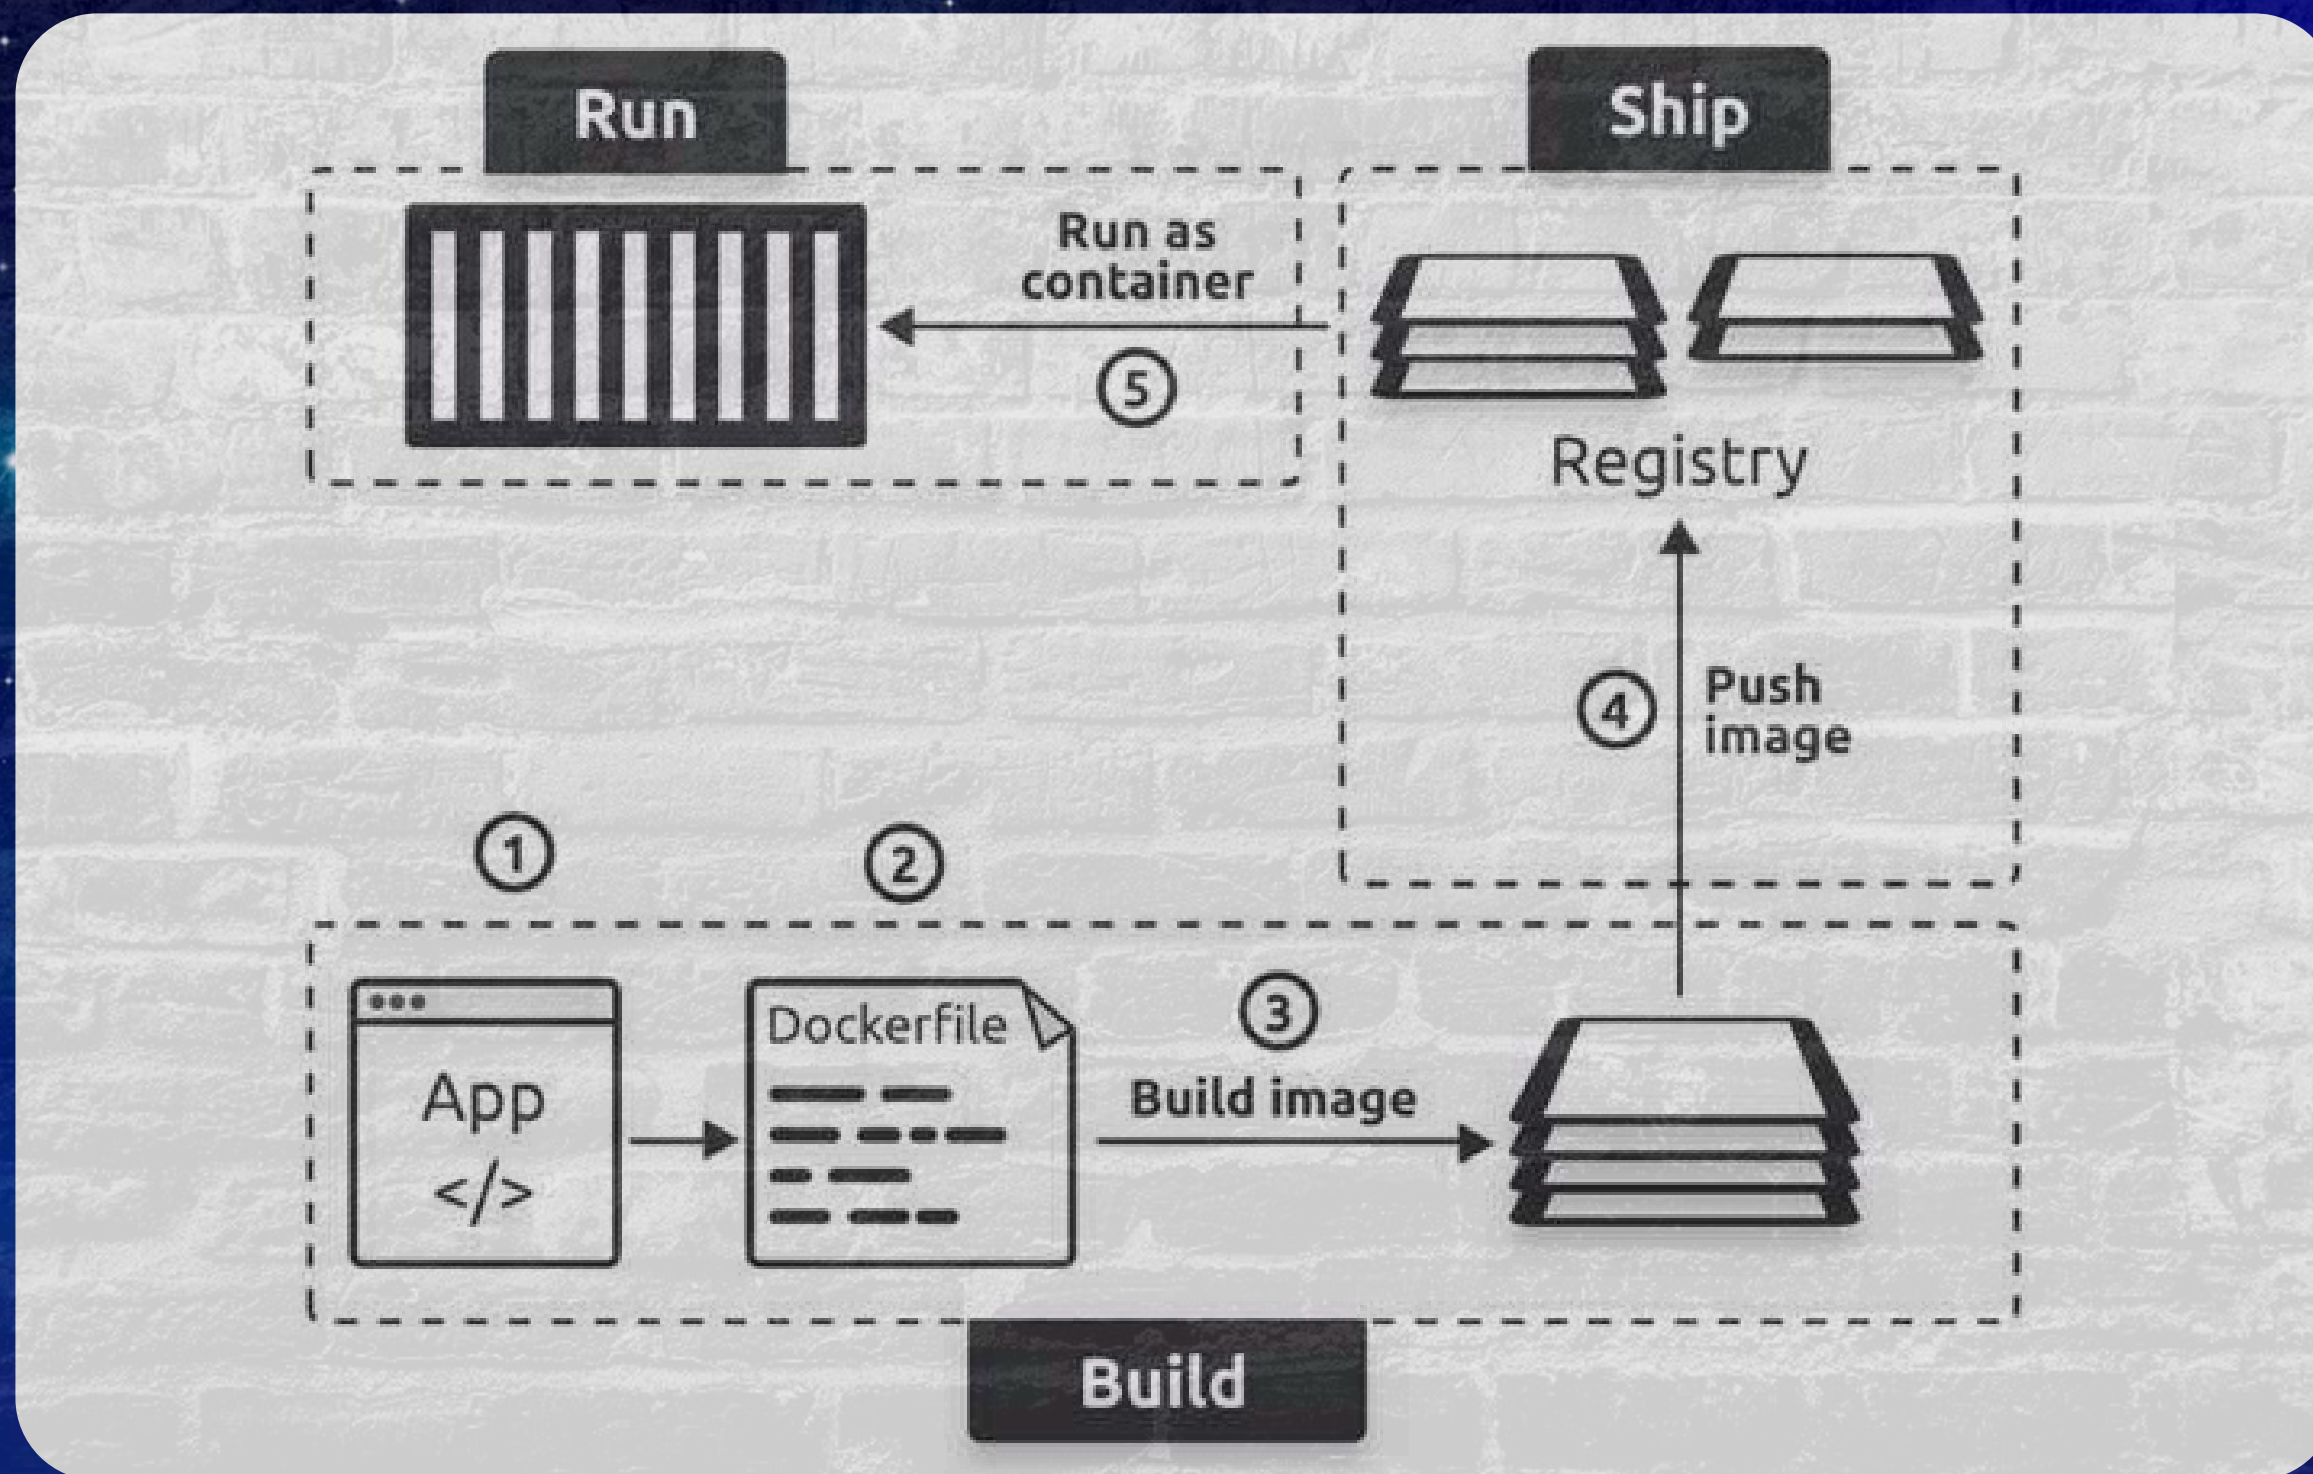 Run
Ship
Run as
container
5
Registry
4
Push
image
1
2
App
</>
Dockerfile
3
Build image
Build